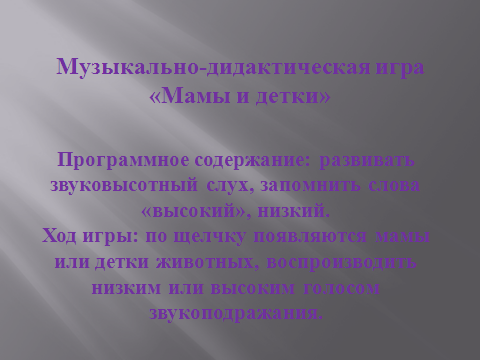 Музыкально-дидактическая игра
«Мамы и детки»
Программное содержание: развивать
звуковысотный слух, запомнить слова
«высокий», низкий.
Ход игры: по щелчку появляются мамы
или детки животных, воспроизводить
низким или высоким голосом
звукоподражания.